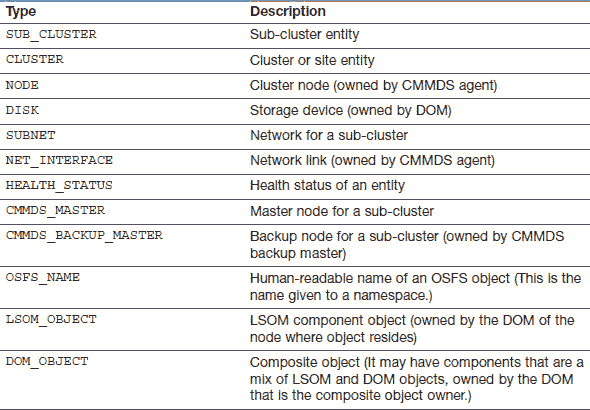 Type Description
SUB_CLUSTER Sub-cluster entity
CLUSTER Cluster or site entity
NODE Cluster node (owned by CMMDS agent)
DISK Storage device (owned by DOM)
SUBNET Network for a sub-cluster
NET_INTERFACE Network link (owned by CMMDS agent)
HEALTH_STATUS Health status of an entity
CMMDS_MASTER Master node for a sub-cluster
CMMDS_BACKUP_MASTER Backup node for a sub-cluster (owned by CMMDS
backup master)
OSFS_NAME Human-readable name of an OSFS object (This is the
name given to a namespace.)
LSOM_OBJECT LSOM component object (owned by the DOM of the
node where object resides)
DOM_OBJECT Composite object (It may have components that are a
mix of LSOM and DOM objects, owned by the DOM
that is the composite object owner.)